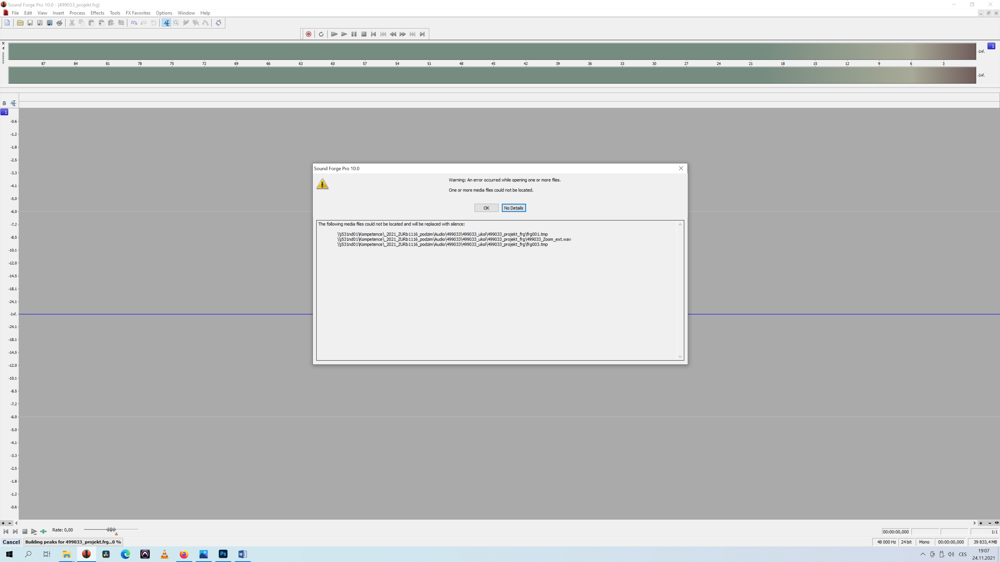 Sound Forge Pro 10.0 - [499033_projekt.frg]
File Edit View Insert Process Effects Tools FX Favorites Options Window Help
-Inf. 1
87 84 81 78 75 72 69 66 63 60 57 54 51 48 45 42 39 36 33 30 27 24 21 18 15 12 9 6 3
-Inf.
1
-0,6
-1,2
-1,8
-2,5
-3,3
-4,1
-5,0
-6,0
-7,2
-8,5
-10,1
-12,0
-14,5
-18,1
-24,1
-Inf.
-24,1
-18,1
-14,5
-12,0
-10,1
-8,5
-7,2
-6,0
-5,0
-4,1
-3,3
-2,5
-1,8
-1,2
-0,6
Sound Forge Pro 10.0
Warning: An error occurred while opening one or more files.
One or more media files could not be located.
OK No Details
The following media files could not be located and will be replaced with silence:
\\j531nd01\Kompetence\_2021_ZURb1116_podzim\Audio\499033\499033_ukol\499033_projekt_frg\frg001.tmp
\\j531nd01\Kompetence\_2021_ZURb1116_podzim\Audio\499033\499033_ukol\499033_projekt_frg\499033_Zoom_ext.wav
\\j531nd01\Kompetence\_2021_ZURb1116_podzim\Audio\499033\499033_ukol\499033_projekt_frg\frg003.tmp
Rate: 0,00
00:00:00,000 1:1
Cancel Building peaks for 499033_projekt.frg...0 %
48 000 Hz 24 bit Mono 00:00:00,000 39 833,4 MB
Ps
W
CES
19:07
24.11.2021